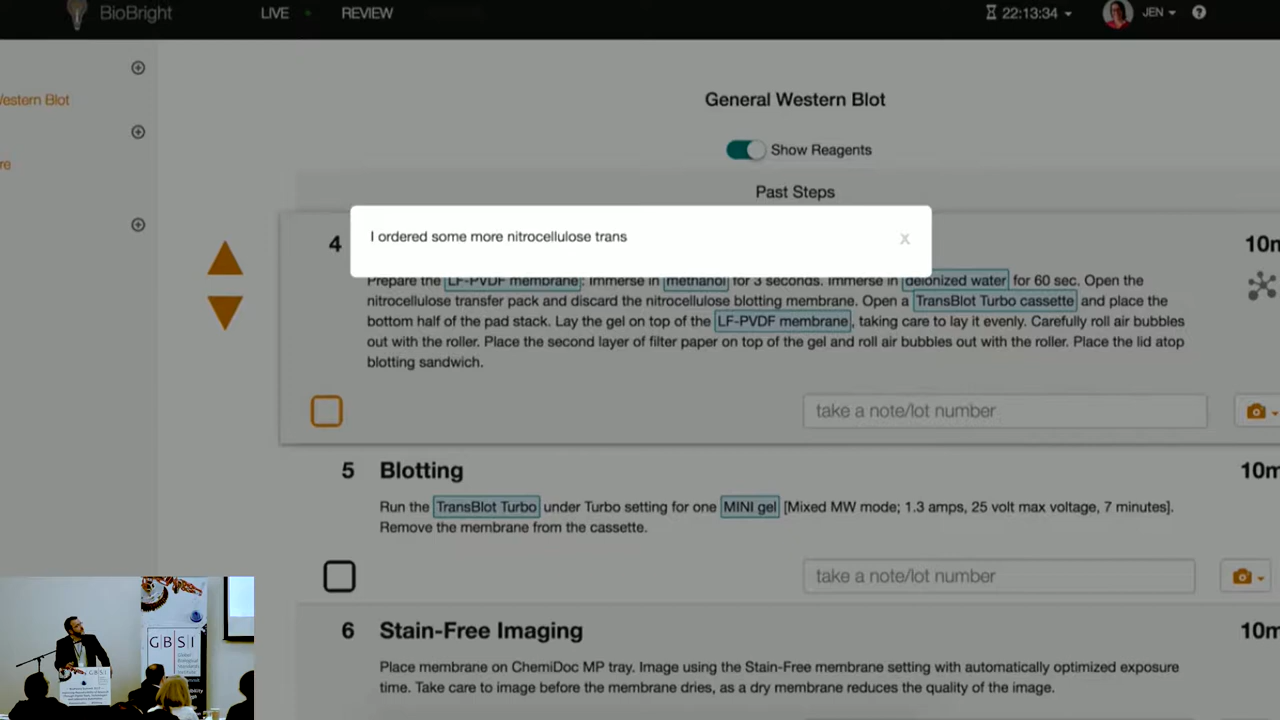 BioBright
LIVE
REVIEW
22:13:34
JEN
?
estern Blot
re
General Western Blot
Show Reagents
Past Steps
I ordered some more nitrocellulose trans
x
4
10m
Prepare the LF-PVDF membrane: Immerse in methanol for 3 seconds. Immerse in deionized water for 60 sec. Open the
nitrocellulose transfer pack and discard the nitrocellulose blotting membrane. Open a TransBlot Turbo cassette and place the
bottom half of the pad stack. Lay the gel on top of the LF-PVDF membrane, taking care to lay it evenly. Carefully roll air bubbles
out with the roller. Place the second layer of filter paper on top of the gel and roll air bubbles out with the roller. Place the lid atop
blotting sandwich.
take a note/lot number
5
Blotting
10m
Run the TransBlot Turbo under Turbo setting for one MINI gel [Mixed MW mode; 1.3 amps, 25 volt max voltage, 7 minutes].
Remove the membrane from the cassette.
take a note/lot number
6
Stain-Free Imaging
10m
Place membrane on ChemiDoc MP tray. Image using the Stain-Free membrane setting with automatically optimized exposure
time. Take care to image before the membrane dries, as a dry membrane reduces the quality of the image.
GBSI
GBSI